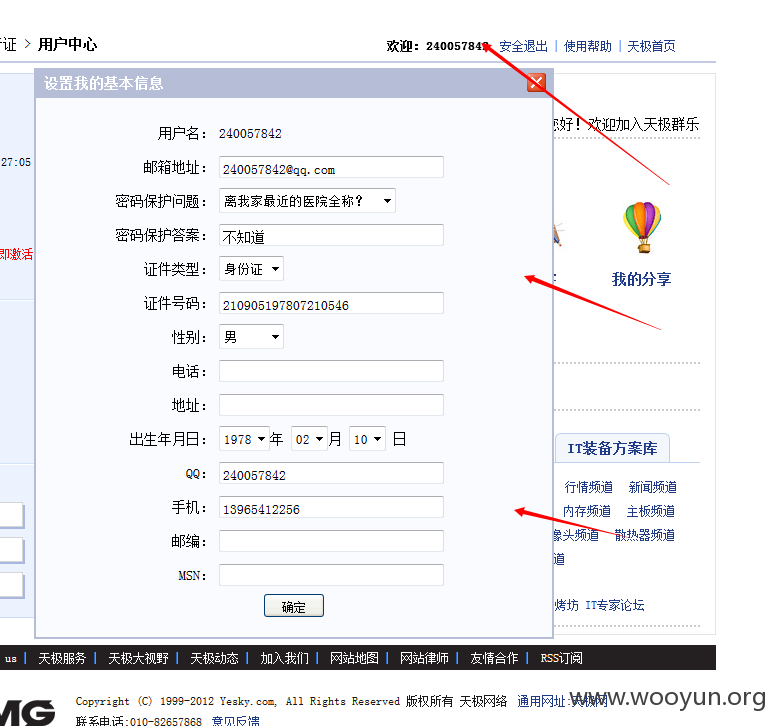 证 > 用户中心
欢迎：240057842 安全退出 | 使用帮助 | 天极首页
设置我的基本信息
您好！欢迎加入天极群乐
用户名： 240057842
27:05
邮箱地址： 240057842@qq.com
密码保护问题： 离我家最近的医院全称？
密码保护答案： 不知道
即激活
证件类型： 身份证
我的分享
证件号码： 210905197807210546
性别： 男
电话：
地址：
出生年月日： 1978 年 02 月 10 日
IT装备方案库
QQ： 240057842
行情频道 新闻频道
手机： 13965412256
内存频道 主板频道
像头频道 散热器频道
邮编：
道
MSN：
确定
烤坊 IT专家论坛
us | 天极服务 | 天极大视野 | 天极动态 | 加入我们 | 网站地图 | 网站律师 | 友情合作 | RSS订阅
MG
Copyright (C) 1999-2012 Yesky.com, All Rights Reserved 版权所有 天极网络 通用网址:天极网
www.wooyun.org
联系电话:010-82657868 意见反馈